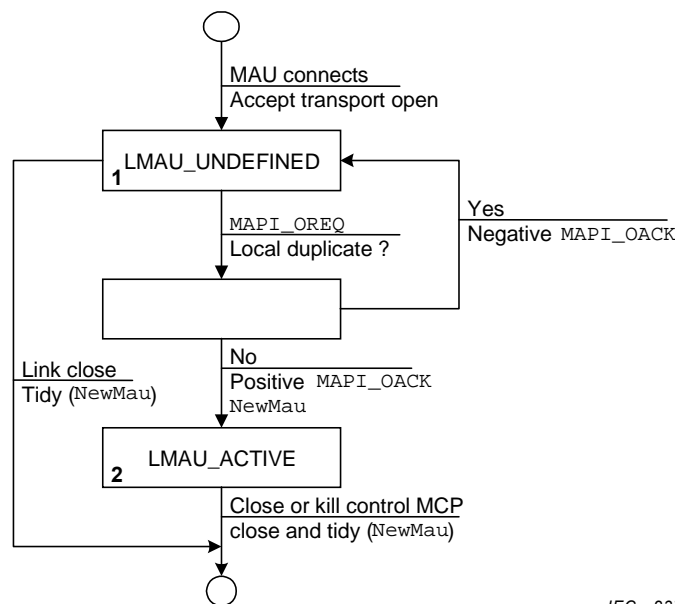 MAU connects
Accept transport open
LMAU_UNDEFINED
1
MAPI_OREQ
Local duplicate ?
Yes
Negative MAPI_OACK
Link close
Tidy (NewMau)
No
Positive MAPI_OACK
NewMau
LMAU_ACTIVE
2
Close or kill control MCP
close and tidy (NewMau)